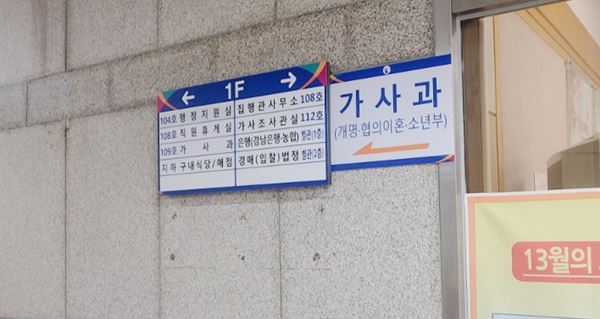 ← 1F →
104호 행정지원실 집행관사무소 108호
108호 직원휴게실 가사조사관실 112호
109호 가사과 은행(경남은행·농협) 별관(1층)
지하 구내식당/매점 경매(입찰)법정 별관(3층)
가사과
(개명·협의이혼·소년부)
←
13월의